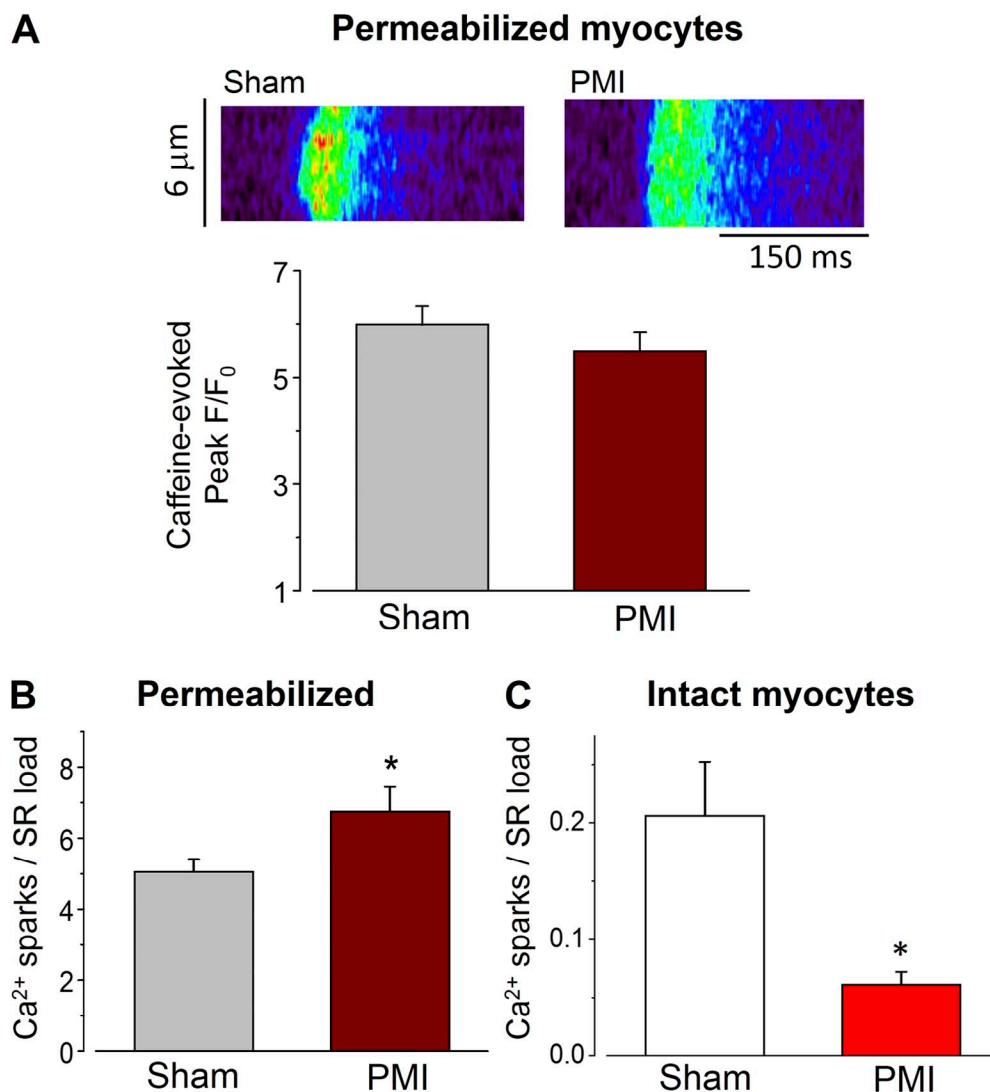 A Permeabilized myocytes
Sham PMI
6 μm
150 ms
Caffeine-evoked
Peak F/F₀
7
5
3
1
Sham PMI
B Permeabilized
Ca²⁺ sparks / SR load
8
6
4
2
0
*
Sham PMI
C Intact myocytes
Ca²⁺ sparks / SR load
0.2
0.1
0.0
*
Sham PMI